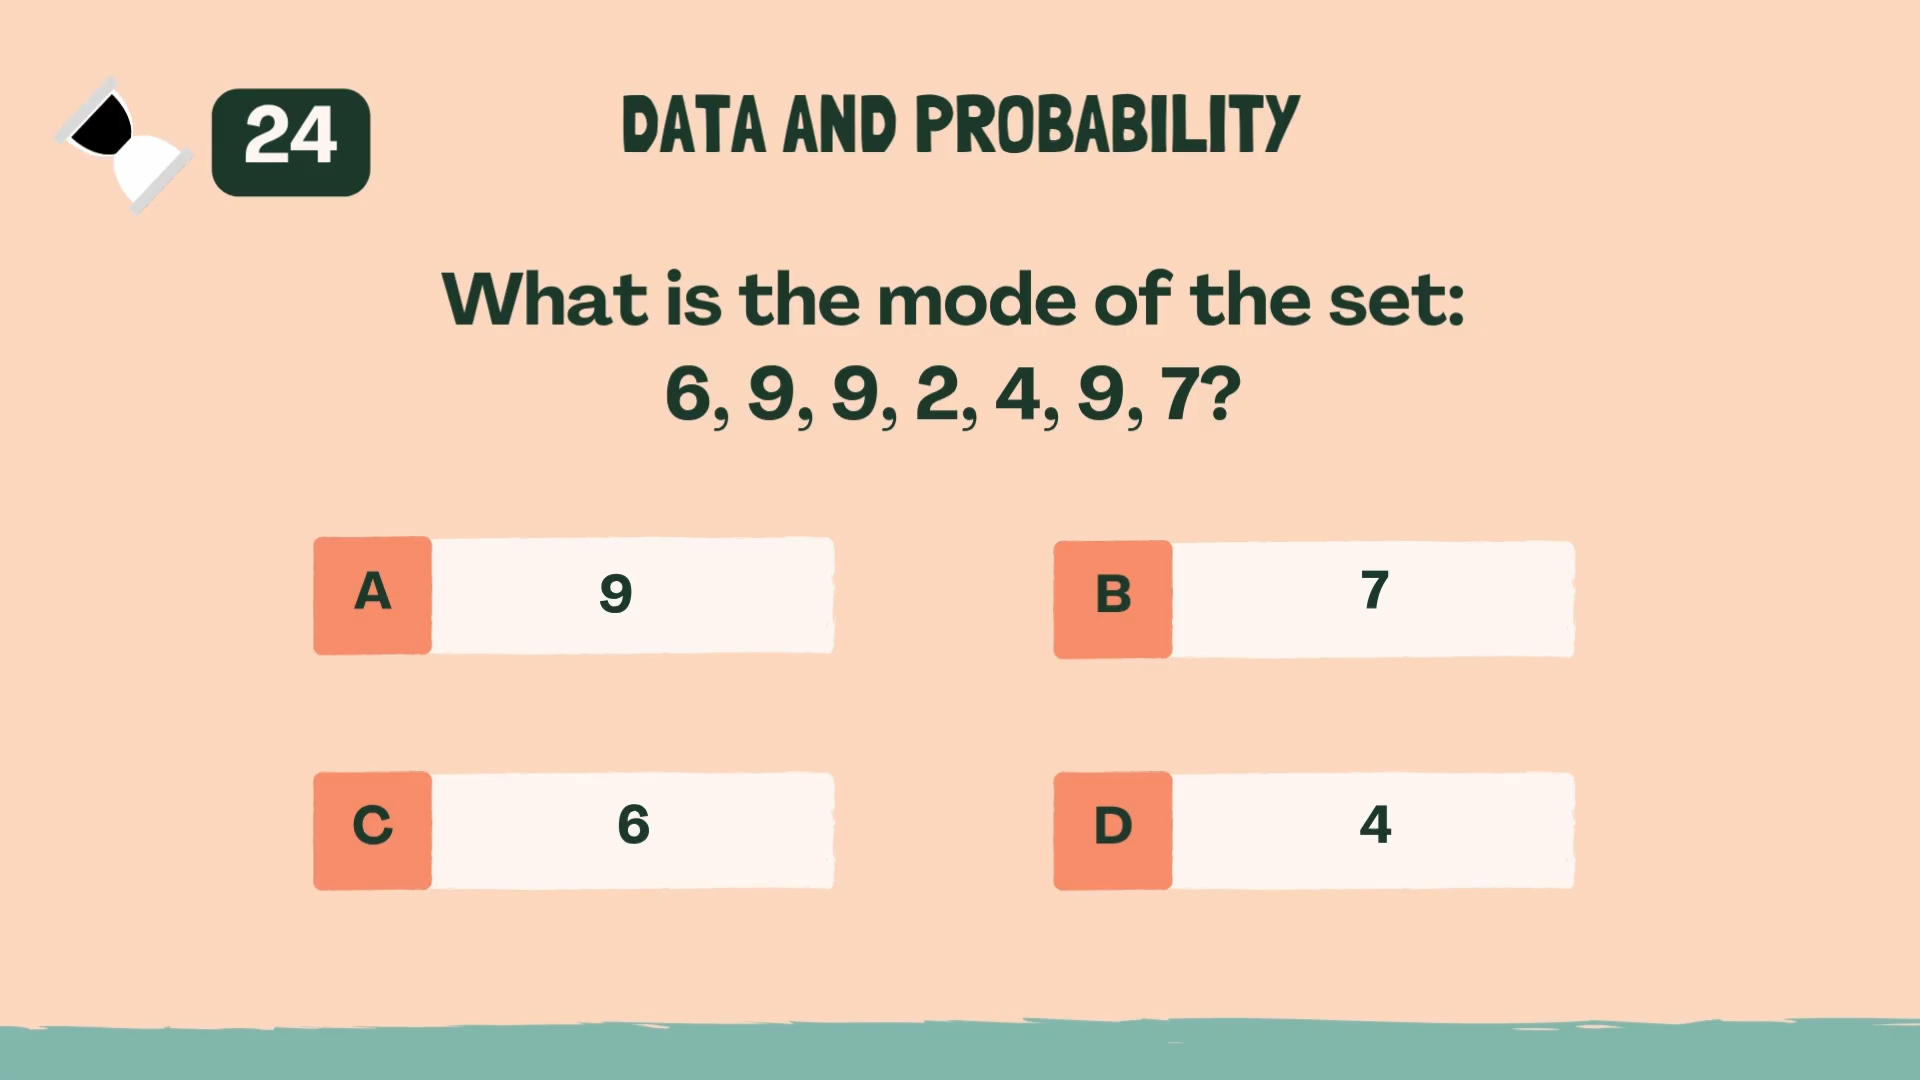 24
DATA AND PROBABILITY
What is the mode of the set:
6, 9, 9, 2, 4, 9, 7?
A 9
B 7
C 6
D 4